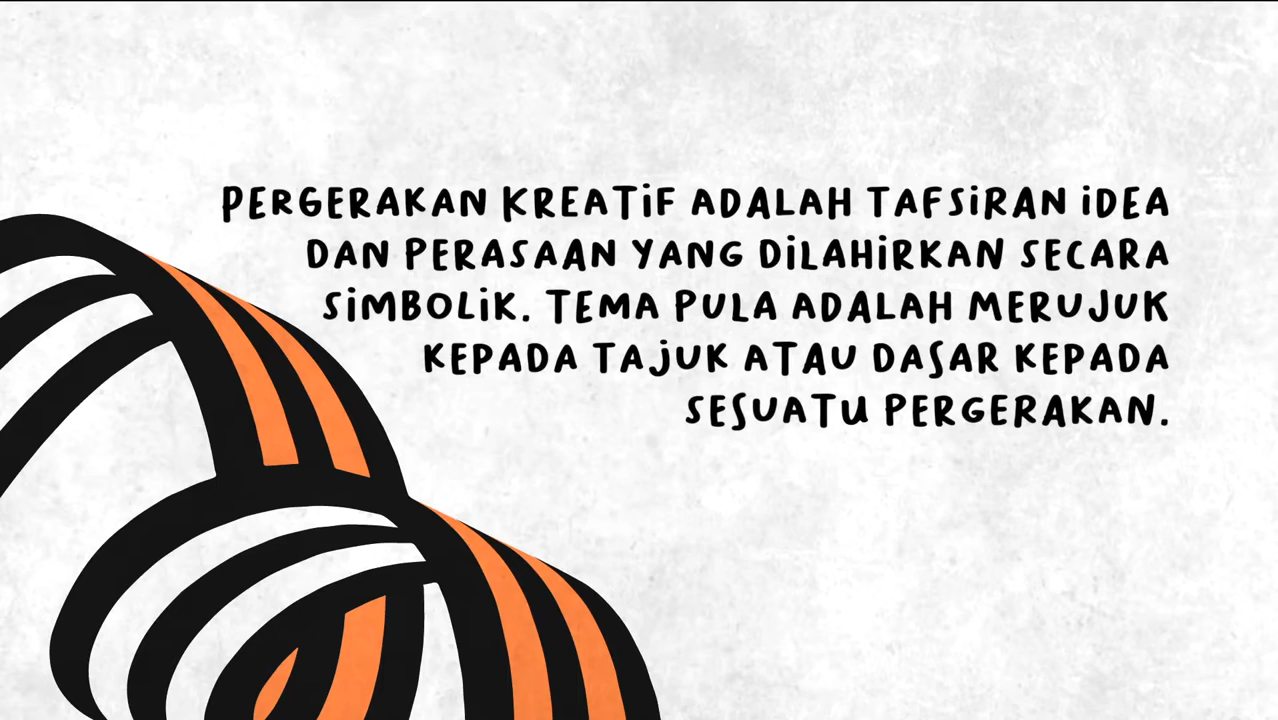 PERGERAKAN KREATIF ADALAH TAFSIRAN IDEA
DAN PERASAAN YANG DILAHIRKAN SECARA
SIMBOLIK. TEMA PULA ADALAH MERUJUK
KEPADA TAJUK ATAU DASAR KEPADA
SESUATU PERGERAKAN.